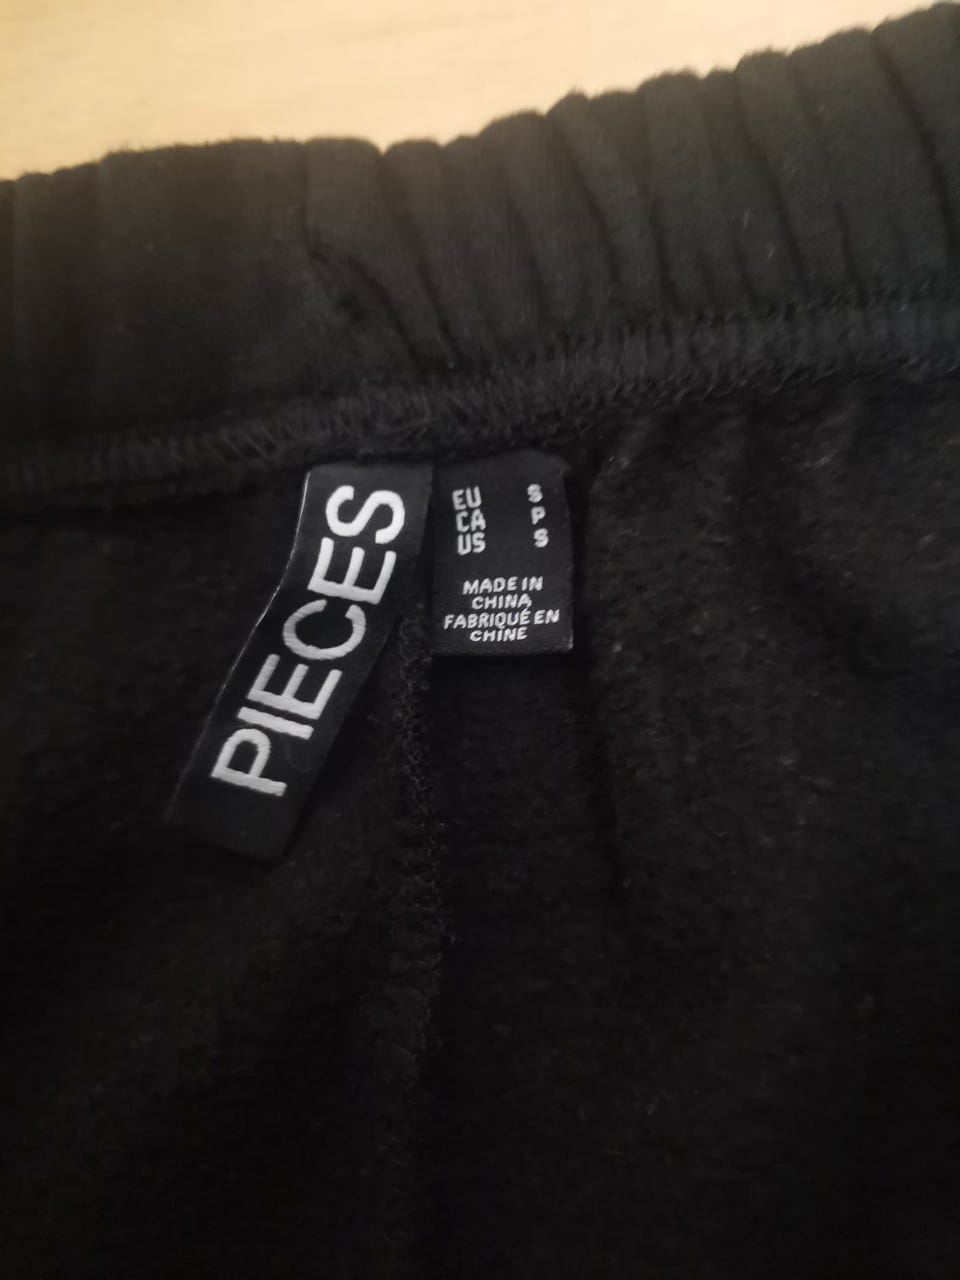 PIECES
EU S
CA P
US S
MADE IN
CHINA
FABRIQUÉ EN
CHINE